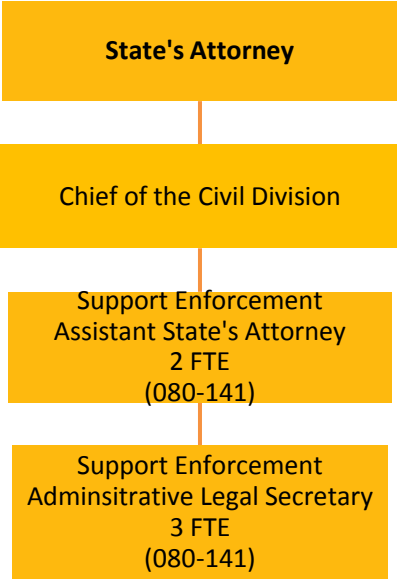 State's Attorney
Chief of the Civil Division
Support Enforcement
Assistant State's Attorney
2 FTE
(080-141)
Support Enforcement
Adminsitrative Legal Secretary
3 FTE
(080-141)